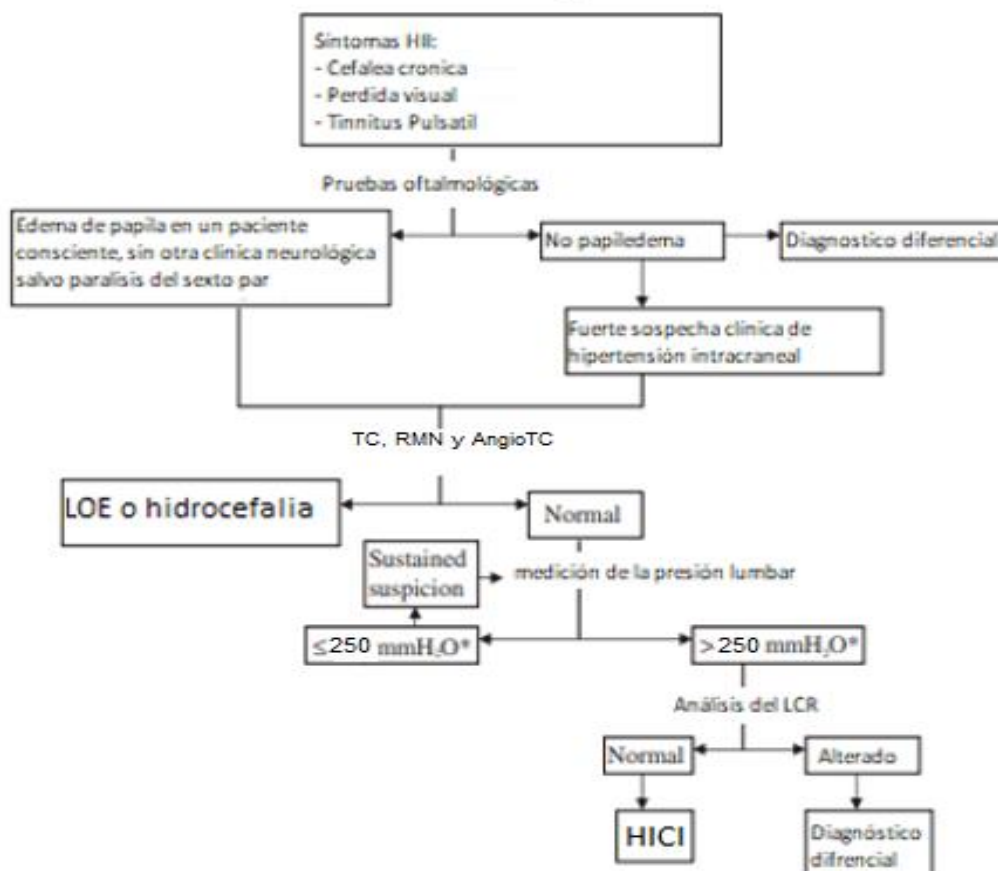 Sintomas HII:
- Cefalea cronica
- Perdida visual
- Tinnitus Pulsatil
Pruebas oftalmológicas
Edema de papila en un paciente
consciente, sin otra clinica neurológica
salvo paralisis del sexto par
No papiledema
Diagnostico diferencial
Fuerte sospecha clinica de
hipertensión intracraneal
TC, RMN y AngioTC
LOE o hidrocefalia
Normal
Sustained
suspicion
medición de la presión lumbar
≤250 mmH₂O*
>250 mmH₂O*
Análisis del LCR
Normal
Alterado
HICI
Diagnóstico
difrencial